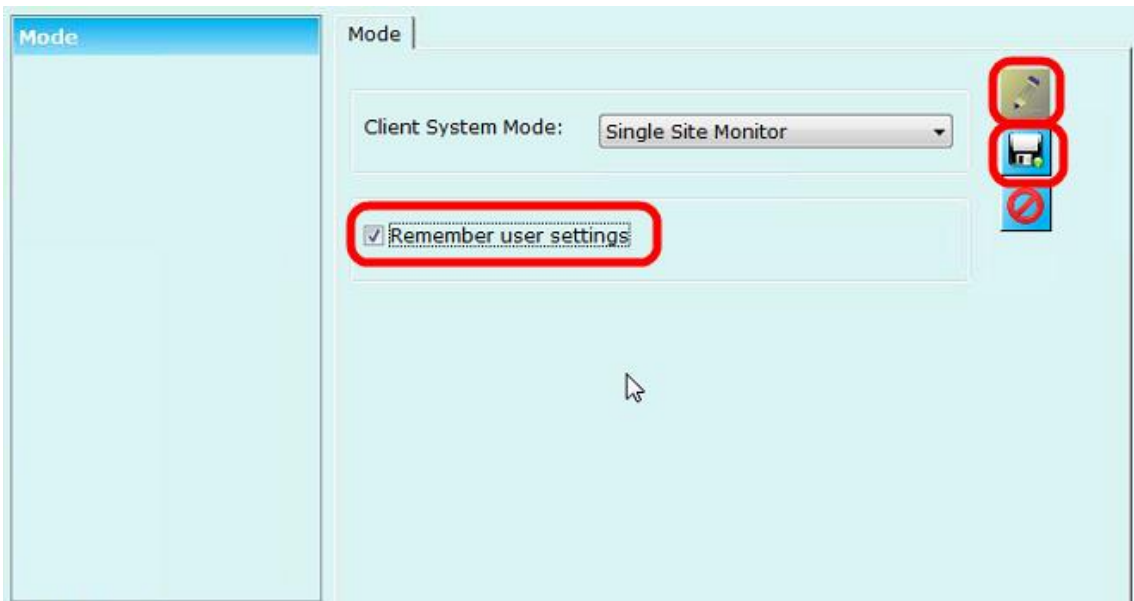 Mode
Mode
Client System Mode:
Single Site Monitor
Remember user settings